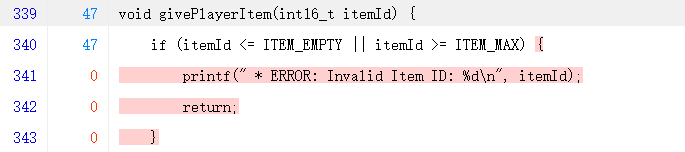 339 47 void givePlayerItem(int16_t itemId) {
340 47 if (itemId <= ITEM_EMPTY || itemId >= ITEM_MAX) {
341 0 printf(" * ERROR: Invalid Item ID: %d\n", itemId);
342 0 return;
343 0 }